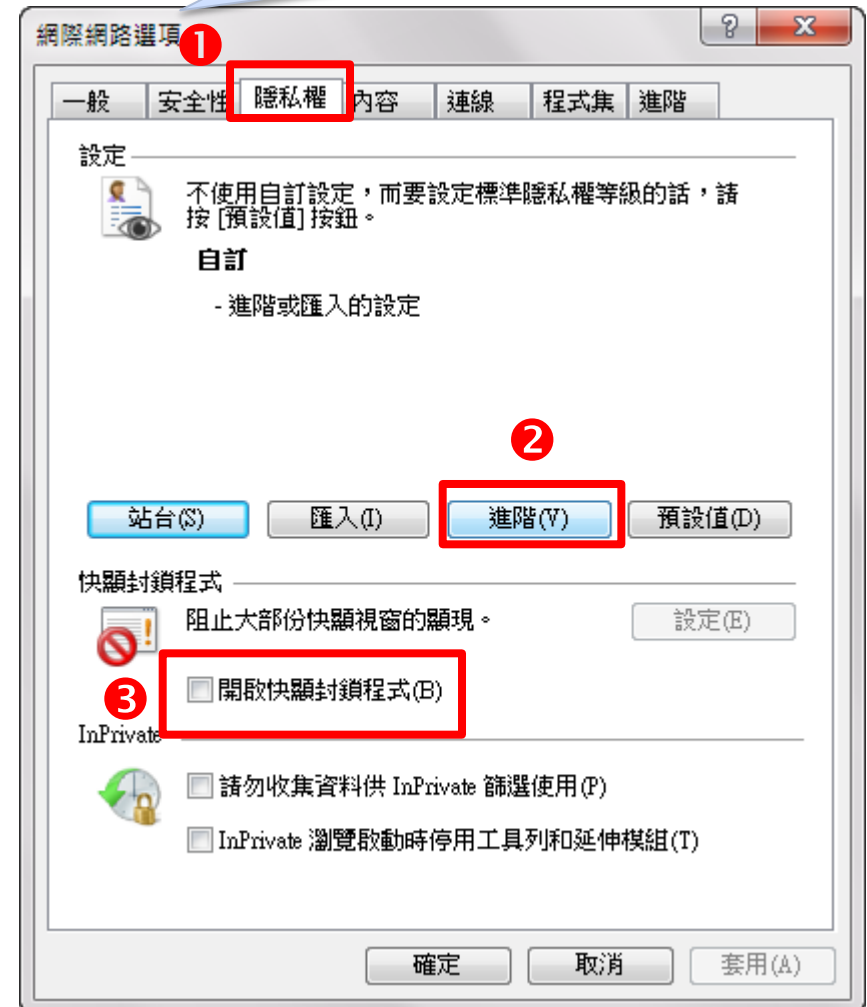 網際網路選項
1
一般 安全性 隱私權 內容 連線 程式集 進階
設定
不使用自訂設定，而要設定標準隱私權等級的話，請
按 [預設值] 按鈕。
自訂
- 進階或匯入的設定
2
站台(S) 匯入(I) 進階(V) 預設值(D)
快顯封鎖程式
阻止大部份快顯視窗的顯現。 設定(E)
3
開啟快顯封鎖程式(B)
InPrivate
請勿收集資料供 InPrivate 篩選使用(P)
InPrivate 瀏覽啟動時停用工具列和延伸模組(T)
確定 取消 套用(A)